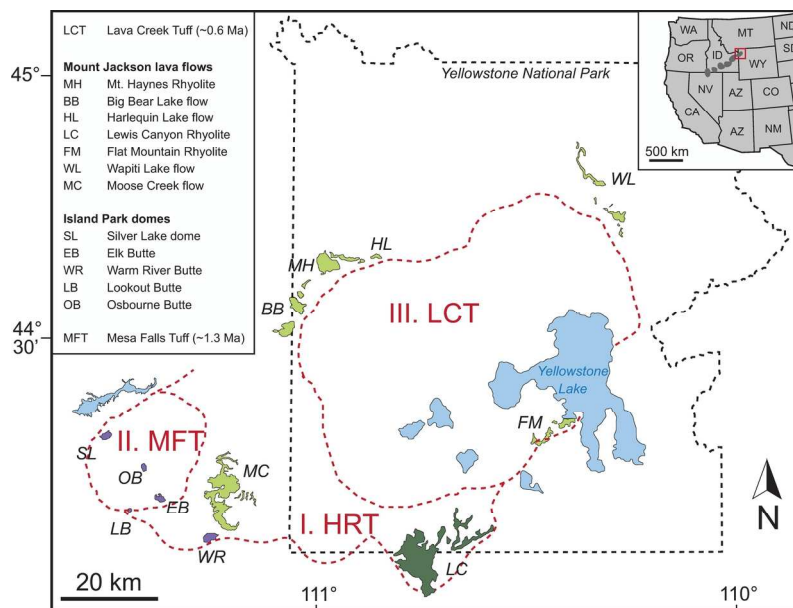 LCT Lava Creek Tuff (~0.6 Ma)
Mount Jackson lava flows
MH Mt. Haynes Rhyolite
BB Big Bear Lake flow
HL Harlequin Lake flow
LC Lewis Canyon Rhyolite
FM Flat Mountain Rhyolite
WL Wapiti Lake flow
MC Moose Creek flow
Island Park domes
SL Silver Lake dome
EB Elk Butte
WR Warm River Butte
LB Lookout Butte
OB Osbourne Butte
MFT Mesa Falls Tuff (~1.3 Ma)
45°
44°
30'
Yellowstone National Park
WA
MT
ND
OR
ID
SD
WY
NV
AZ
CO
CA
AZ
NM
500 km
WL
HL
MH
BB
III. LCT
Yellowstone
Lake
FM
II. MFT
SL
OB
MC
EB
LB
I. HRT
WR
LC
N
20 km
111°
110°